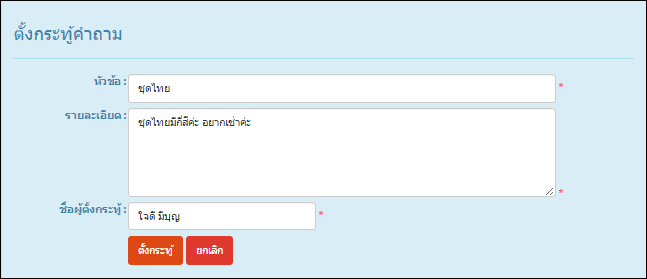 ตั้งกระทู้คำถาม
หัวข้อ : ชุดไทย *
รายละเอียด : ชุดไทยมีกี่สีค่ะ อยากเช่าค่ะ *
ชื่อผู้ตั้งกระทู้ : ใจดี มีบุญ *
ตั้งกระทู้ ยกเลิก